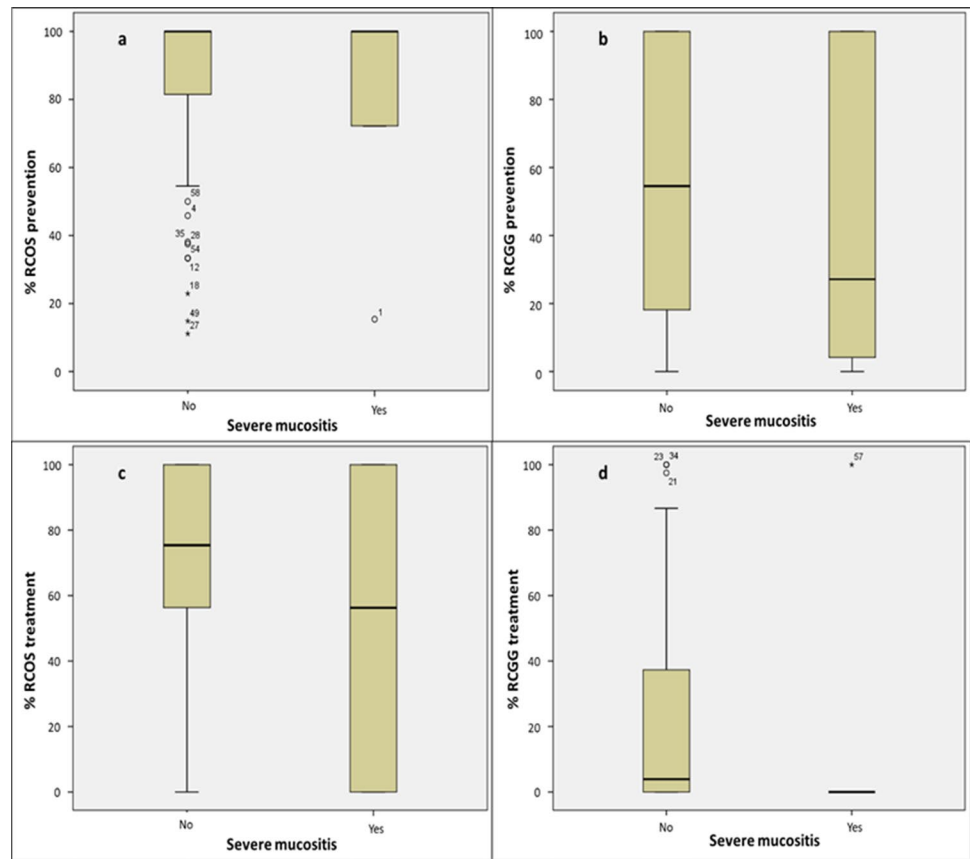 a
% RCOS prevention
100
80
60
40
20
0
58
4
35 28
54
12
18
49
27
1
No Yes
Severe mucositis
b
% RCGG prevention
100
80
60
40
20
0
No Yes
Severe mucositis
c
% RCOS treatment
100
80
60
40
20
0
No Yes
Severe mucositis
d
% RCGG treatment
100
80
60
40
20
0
23 34
21
57
No Yes
Severe mucositis